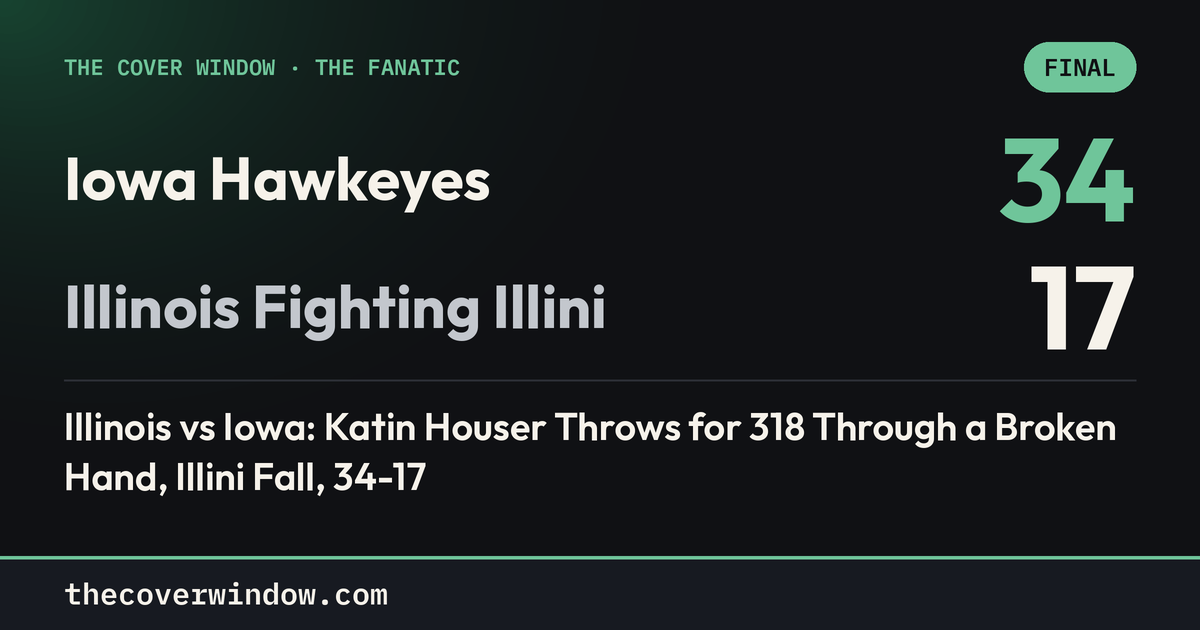 THE COVER WINDOW · THE FANATIC
FINAL
Iowa Hawkeyes
34
Illinois Fighting Illini
17
Illinois vs Iowa: Katin Houser Throws for 318 Through a Broken
Hand, Illini Fall, 34-17
thecoverwindow.com